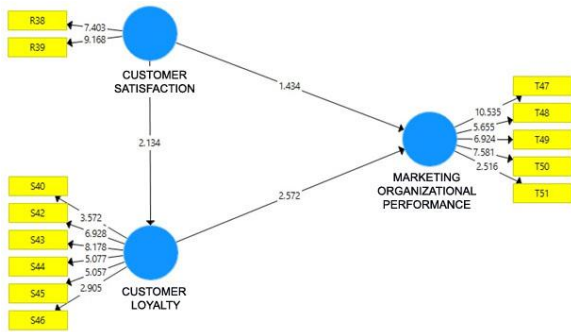 R38
7.403
R39
9.168
CUSTOMER
SATISFACTION
1.434
2.134
10.535
T47
5.655
T48
6.924
T49
7.581
T50
2.516
T51
MARKETING
ORGANIZATIONAL
PERFORMANCE
2.572
S40
3.572
S42
6.928
S43
8.178
S44
5.077
S45
5.057
S46
2.905
CUSTOMER
LOYALTY